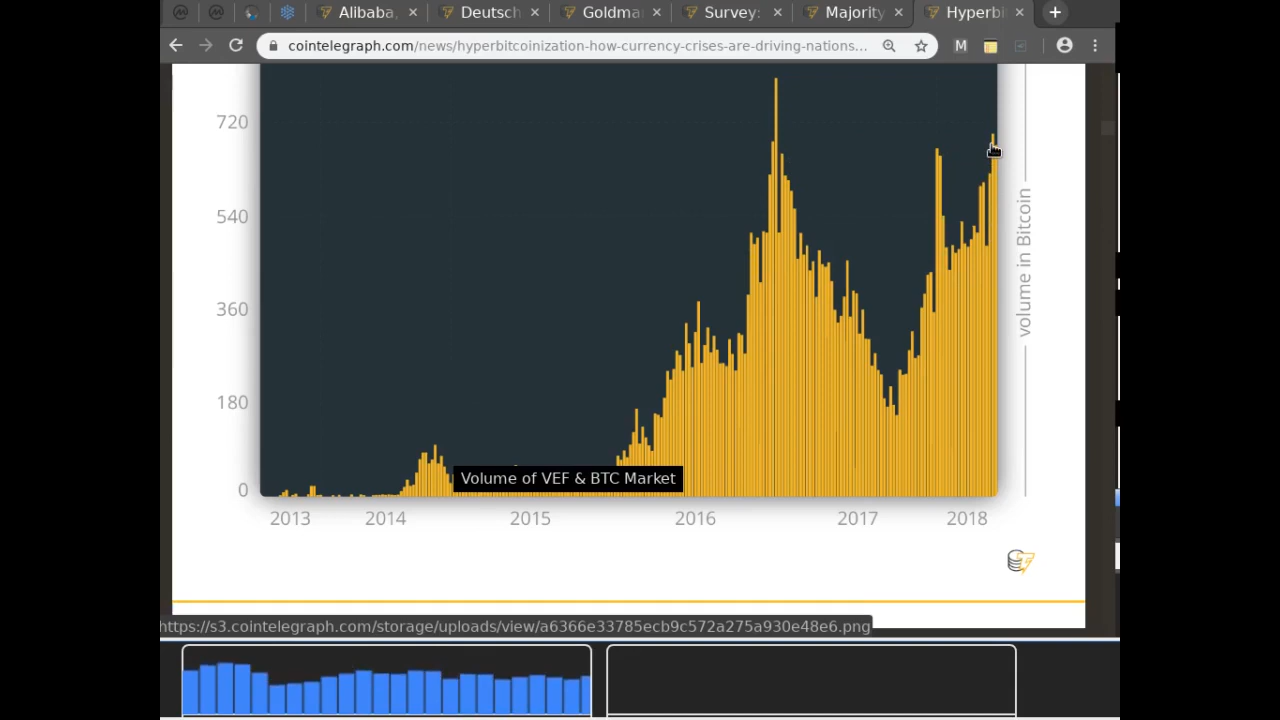 Alibaba,
Deutsch
Goldma
Survey:
Majority
Hyperbi
cointelegraph.com/news/hyperbitcoinization-how-currency-crises-are-driving-nations...
M
720
540
360
180
0
volume in Bitcoin
Volume of VEF & BTC Market
2013 2014 2015 2016 2017 2018
https://s3.cointelegraph.com/storage/uploads/view/a6366e33785ecb9c572a275a930e48e6.png